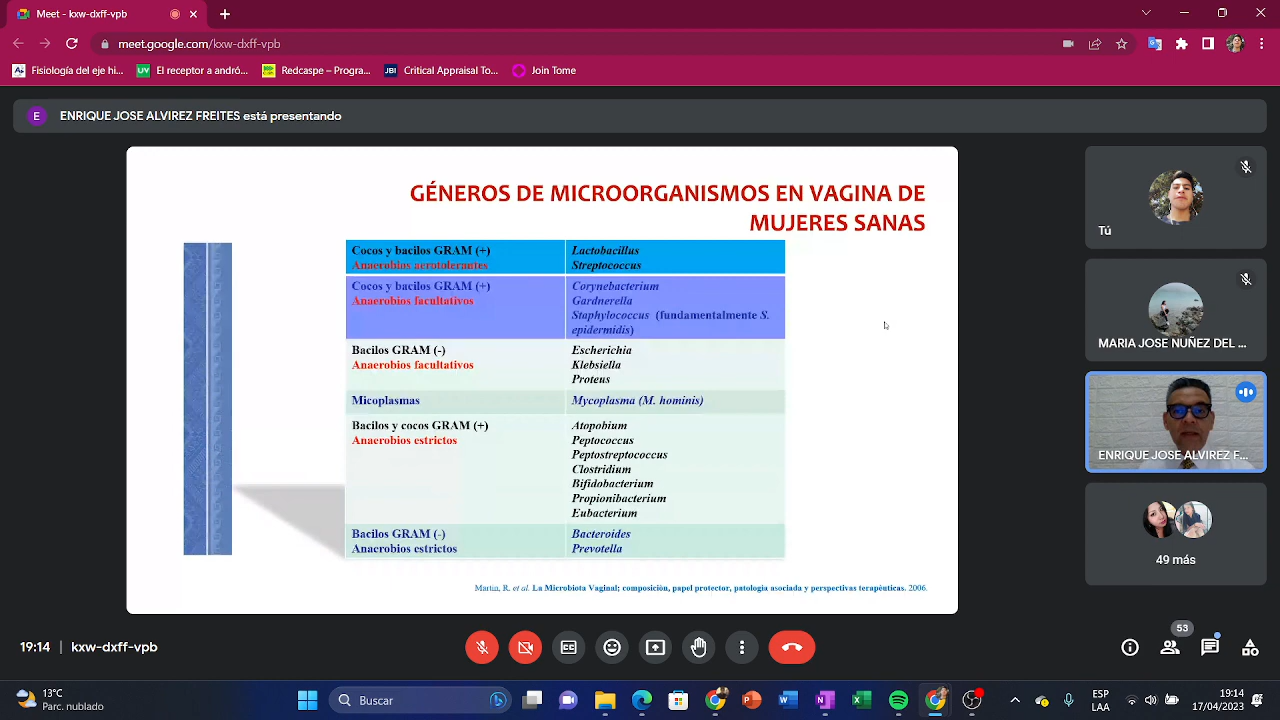 Meet – kxw-dxff-vpb
meet.google.com/kxw-dxff-vpb
Fisiología del eje hi...
UV El receptor a andró...
Redcaspe – Progra...
JBI Critical Appraisal To...
Join Tome
E ENRIQUE JOSE ALVIREZ FREITES está presentando
GÉNEROS DE MICROORGANISMOS EN VAGINA DE
MUJERES SANAS
Cocos y bacilos GRAM (+)
Anaerobios aerotolerantes
Lactobacillus
Streptococcus
Cocos y bacilos GRAM (+)
Anaerobios facultativos
Corynebacterium
Gardnerella
Staphylococcus (fundamentalmente S.
epidermidis)
Bacilos GRAM (-)
Anaerobios facultativos
Escherichia
Klebsiella
Proteus
Micoplasmas
Mycoplasma (M. hominis)
Bacilos y cocos GRAM (+)
Anaerobios estrictos
Atopobium
Peptococcus
Peptostreptococcus
Clostridium
Bifidobacterium
Propionibacterium
Eubacterium
Bacilos GRAM (-)
Anaerobios estrictos
Bacteroides
Prevotella
Martín, R. et al. La Microbiota Vaginal; composición, papel protector, patología asociada y perspectivas terapéuticas. 2006.
Tú
MARIA JOSE NUÑEZ DEL ...
ENRIQUE JOSE ALVIREZ F...
49 otros
19:14 | kxw-dxff-vpb
53
13°C
Parc. nublado
Buscar
ESP
LAA
19:14
17/04/2023